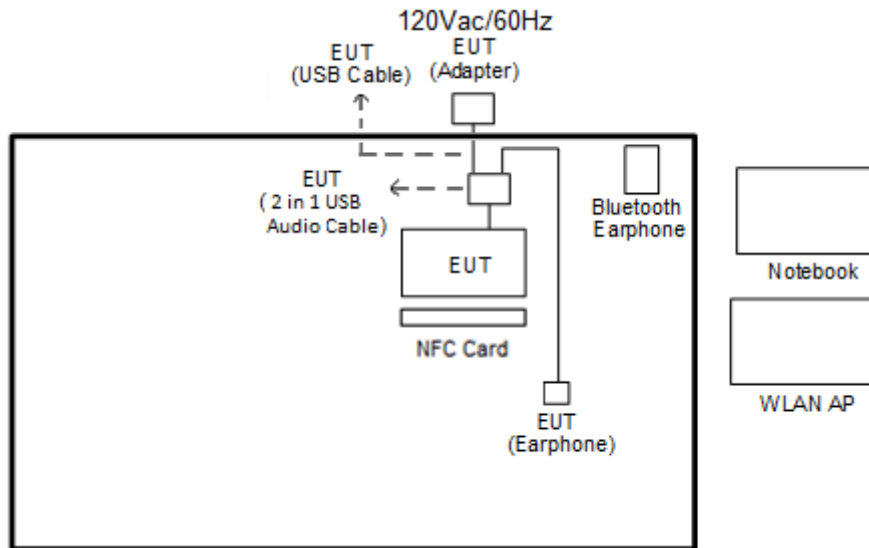 120Vac/60Hz
EUT
(Adapter)
EUT
(USB Cable)
EUT
( 2 in 1 USB
Audio Cable)
Bluetooth
Earphone
EUT
NFC Card
EUT
(Earphone)
Notebook
WLAN AP